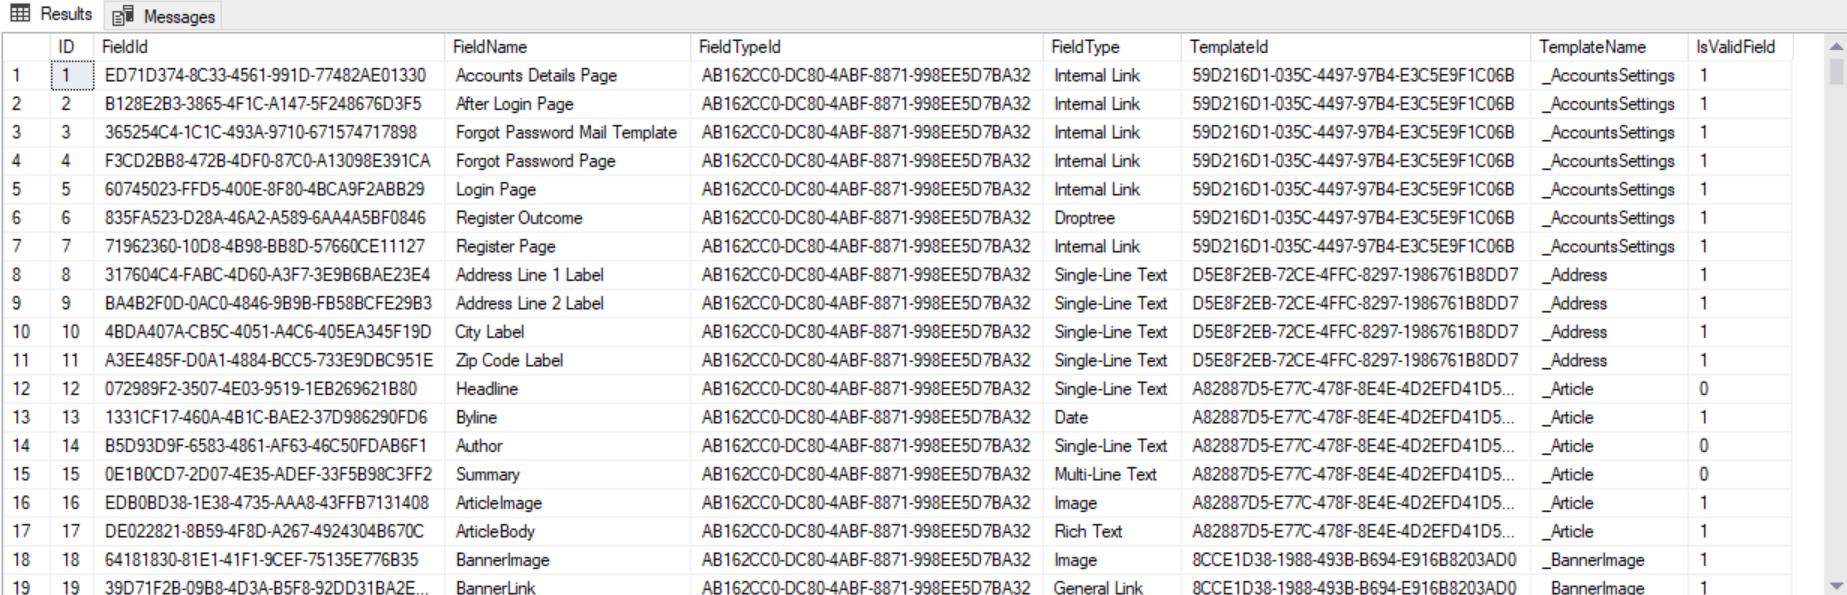 Results Messages
ID FieldId FieldName FieldTypeId FieldType TemplateId TemplateName IsValidField
1 1 ED71D374-8C33-4561-991D-77482AE01330 Accounts Details Page AB162CC0-DC80-4ABF-8871-998EE5D7BA32 Internal Link 59D216D1-035C-4497-97B4-E3C5E9F1C06B _AccountsSettings 1
2 2 B128E2B3-3865-4F1C-A147-5F248676D3F5 After Login Page AB162CC0-DC80-4ABF-8871-998EE5D7BA32 Internal Link 59D216D1-035C-4497-97B4-E3C5E9F1C06B _AccountsSettings 1
3 3 365254C4-1C1C-493A-9710-671574717898 Forgot Password Mail Template AB162CC0-DC80-4ABF-8871-998EE5D7BA32 Internal Link 59D216D1-035C-4497-97B4-E3C5E9F1C06B _AccountsSettings 1
4 4 F3CD2BB8-472B-4DF0-87C0-A13098E391CA Forgot Password Page AB162CC0-DC80-4ABF-8871-998EE5D7BA32 Internal Link 59D216D1-035C-4497-97B4-E3C5E9F1C06B _AccountsSettings 1
5 5 60745023-FFD5-400E-8F80-4BCA9F2ABB29 Login Page AB162CC0-DC80-4ABF-8871-998EE5D7BA32 Internal Link 59D216D1-035C-4497-97B4-E3C5E9F1C06B _AccountsSettings 1
6 6 835FA523-D28A-46A2-A589-6AA4A5BF0846 Register Outcome AB162CC0-DC80-4ABF-8871-998EE5D7BA32 Droptree 59D216D1-035C-4497-97B4-E3C5E9F1C06B _AccountsSettings 1
7 7 71962360-10D8-4B98-BB8D-57660CE11127 Register Page AB162CC0-DC80-4ABF-8871-998EE5D7BA32 Internal Link 59D216D1-035C-4497-97B4-E3C5E9F1C06B _AccountsSettings 1
8 8 317604C4-FABC-4D60-A3F7-3E9B6BAE23E4 Address Line 1 Label AB162CC0-DC80-4ABF-8871-998EE5D7BA32 Single-Line Text D5E8F2EB-72CE-4FFC-8297-1986761B8DD7 _Address 1
9 9 BA4B2F0D-0AC0-4846-9B9B-FB58BCFE29B3 Address Line 2 Label AB162CC0-DC80-4ABF-8871-998EE5D7BA32 Single-Line Text D5E8F2EB-72CE-4FFC-8297-1986761B8DD7 _Address 1
10 10 4BDA407A-CB5C-4051-A4C6-405EA345F19D City Label AB162CC0-DC80-4ABF-8871-998EE5D7BA32 Single-Line Text D5E8F2EB-72CE-4FFC-8297-1986761B8DD7 _Address 1
11 11 A3EE485F-D0A1-4884-BCC5-733E9DBC951E Zip Code Label AB162CC0-DC80-4ABF-8871-998EE5D7BA32 Single-Line Text D5E8F2EB-72CE-4FFC-8297-1986761B8DD7 _Address 1
12 12 072989F2-3507-4E03-9519-1EB269621B80 Headline AB162CC0-DC80-4ABF-8871-998EE5D7BA32 Single-Line Text A82887D5-E77C-478F-8E4E-4D2EFD41D5... _Article 0
13 13 1331CF17-460A-4B1C-BAE2-37D986290FD6 Byline AB162CC0-DC80-4ABF-8871-998EE5D7BA32 Date A82887D5-E77C-478F-8E4E-4D2EFD41D5... _Article 1
14 14 B5D93D9F-6583-4861-AF63-46C50FDAB6F1 Author AB162CC0-DC80-4ABF-8871-998EE5D7BA32 Single-Line Text A82887D5-E77C-478F-8E4E-4D2EFD41D5... _Article 0
15 15 0E1B0CD7-2D07-4E35-ADEF-33F5B98C3FF2 Summary AB162CC0-DC80-4ABF-8871-998EE5D7BA32 Multi-Line Text A82887D5-E77C-478F-8E4E-4D2EFD41D5... _Article 0
16 16 EDB0BD38-1E38-4735-AAA8-43FFB7131408 ArticleImage AB162CC0-DC80-4ABF-8871-998EE5D7BA32 Image A82887D5-E77C-478F-8E4E-4D2EFD41D5... _Article 1
17 17 DE022821-8B59-4F8D-A267-4924304B670C ArticleBody AB162CC0-DC80-4ABF-8871-998EE5D7BA32 Rich Text A82887D5-E77C-478F-8E4E-4D2EFD41D5... _Article 1
18 18 64181830-81E1-41F1-9CEF-75135E776B35 BannerImage AB162CC0-DC80-4ABF-8871-998EE5D7BA32 Image 8CCE1D38-1988-493B-B694-E916B8203AD0 _BannerImage 1
19 19 39D71F2B-09B8-4D3A-B5F8-92DD31BA2E... BannerLink AB162CC0-DC80-4ABF-8871-998EE5D7BA32 General Link 8CCE1D38-1988-493B-B694-E916B8203AD0 _BannerImage 1